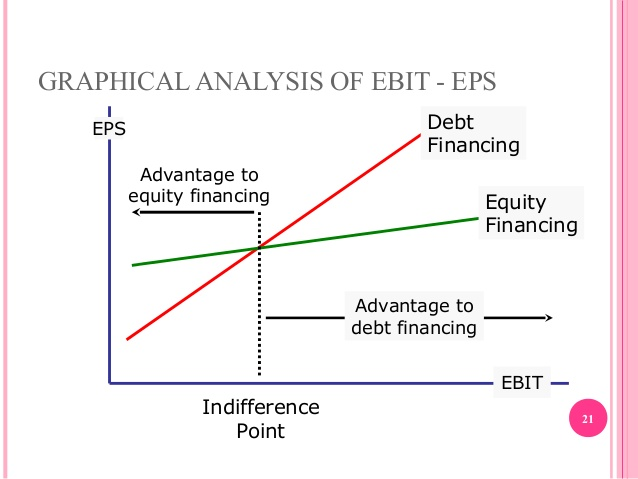 GRAPHICAL ANALYSIS OF EBIT - EPS
EPS
Debt
Financing
Advantage to
equity financing
Equity
Financing
Advantage to
debt financing
EBIT
Indifference
Point
21